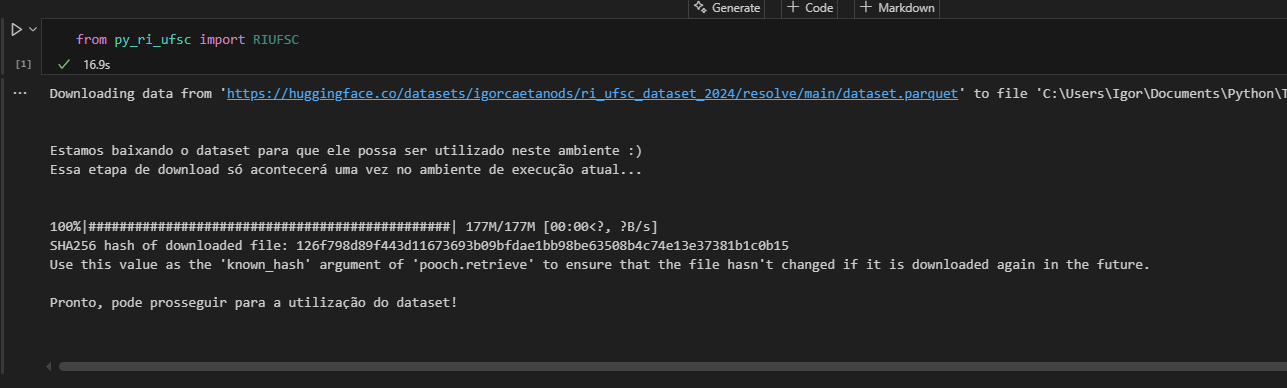 Generate + Code + Markdown
from py_ri_ufsc import RIUFSC
[1] ✓ 16.9s
... Downloading data from 'https://huggingface.co/datasets/igorcaetanods/ri_ufsc_dataset_2024/resolve/main/dataset.parquet' to file 'C:\Users\Igor\Documents\Python\T
Estamos baixando o dataset para que ele possa ser utilizado neste ambiente :)
Essa etapa de download só acontecerá uma vez no ambiente de execução atual...
100%|###############################################| 177M/177M [00:00<?, ?B/s]
SHA256 hash of downloaded file: 126f798d89f443d11673693b09bfdae1bb98be63508b4c74e13e37381b1c0b15
Use this value as the 'known_hash' argument of 'pooch.retrieve' to ensure that the file hasn't changed if it is downloaded again in the future.
Pronto, pode prosseguir para a utilização do dataset!